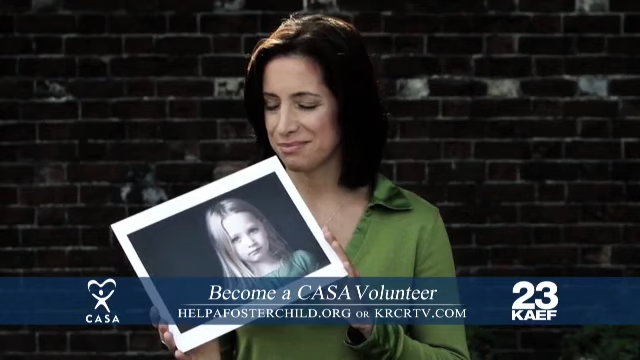 Become a CASA Volunteer
HELPAFOSTERCHILD.ORG OR KRCRTV.COM
CASA
23
KAEF